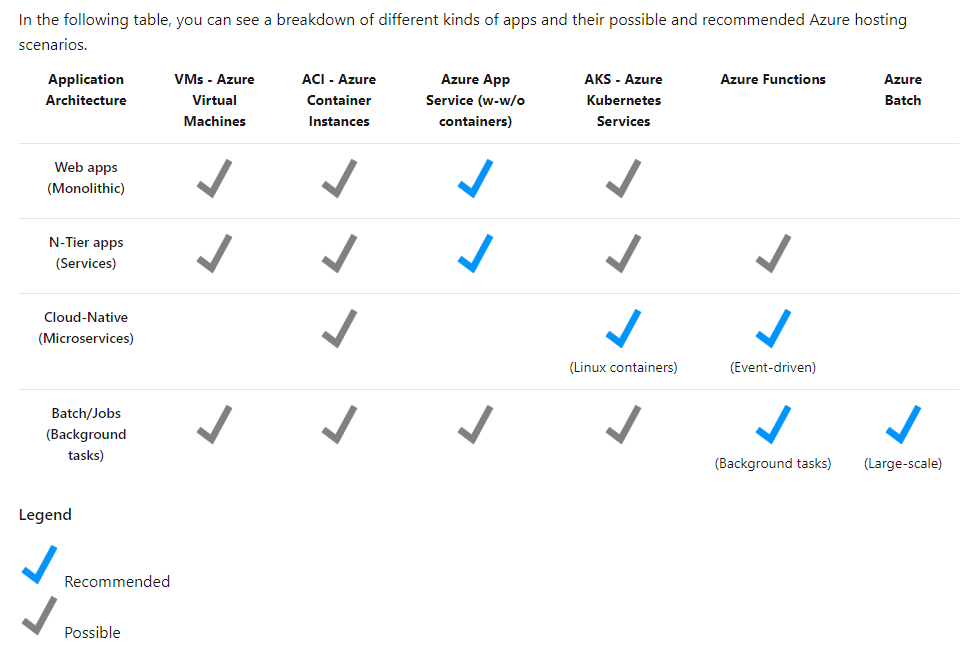 In the following table, you can see a breakdown of different kinds of apps and their possible and recommended Azure hosting
scenarios.
Application
Architecture
VMs - Azure
Virtual
Machines
ACI - Azure
Container
Instances
Azure App
Service (w-w/o
containers)
AKS - Azure
Kubernetes
Services
Azure Functions
Azure
Batch
Web apps
(Monolithic)
N-Tier apps
(Services)
Cloud-Native
(Microservices)
(Linux containers)
(Event-driven)
Batch/Jobs
(Background
tasks)
(Background tasks)
(Large-scale)
Legend
Recommended
Possible